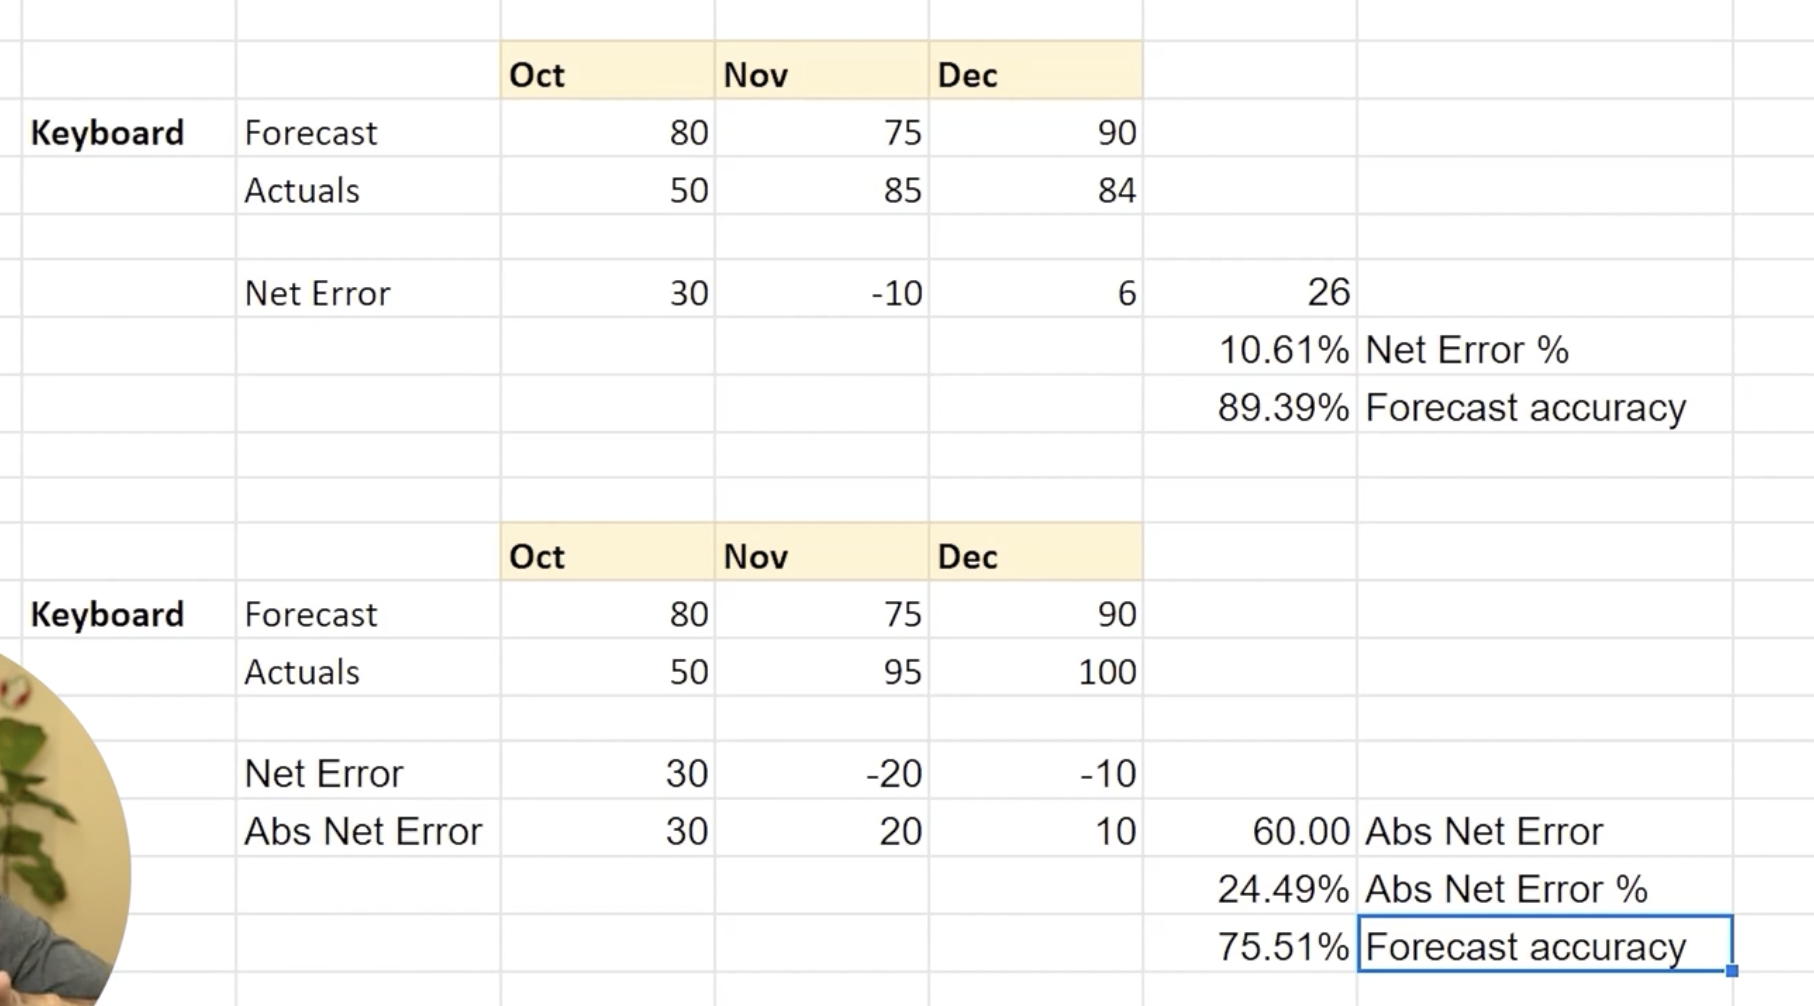 Oct Nov Dec
Keyboard Forecast 80 75 90
Actuals 50 85 84
Net Error 30 -10 6 26
10.61% Net Error %
89.39% Forecast accuracy
Oct Nov Dec
Keyboard Forecast 80 75 90
Actuals 50 95 100
Net Error 30 -20 -10
Abs Net Error 30 20 10 60.00 Abs Net Error
24.49% Abs Net Error %
75.51% Forecast accuracy